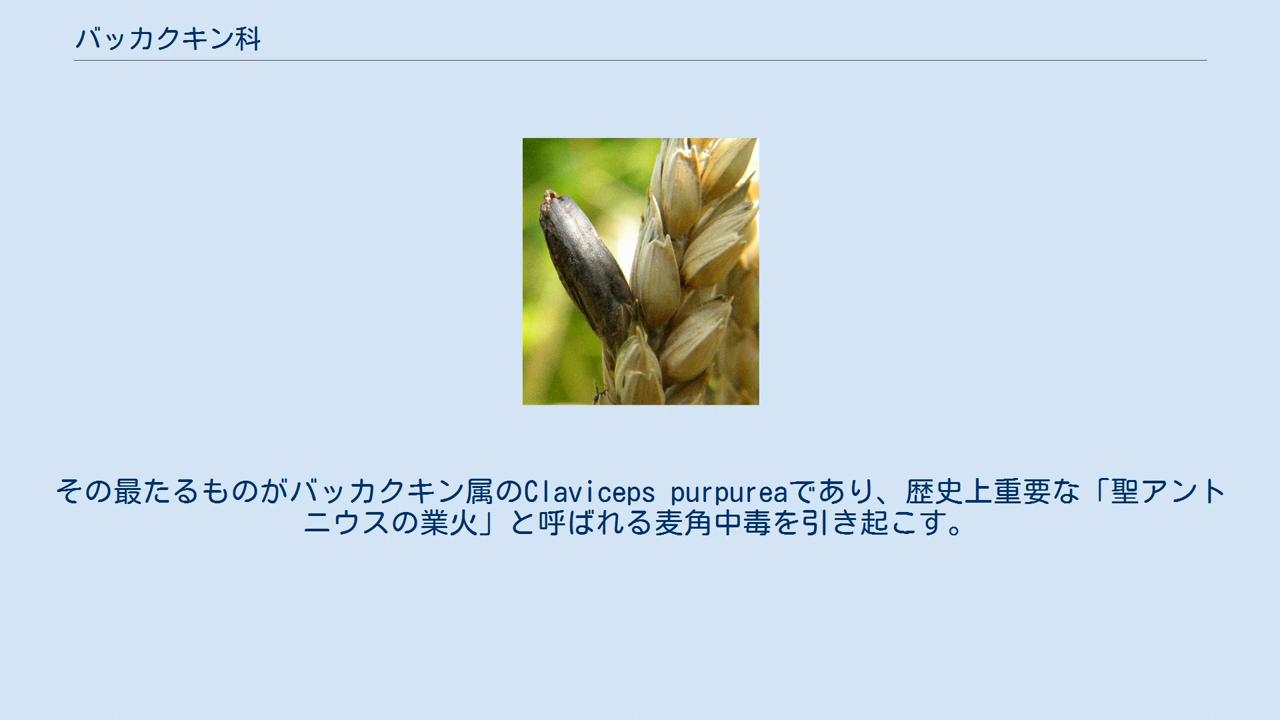 バッカクキン科
その最たるものがバッカクキン属のClaviceps purpureaであり、歴史上重要な「聖アント
ニウスの業火」と呼ばれる麦角中毒を引き起こす。